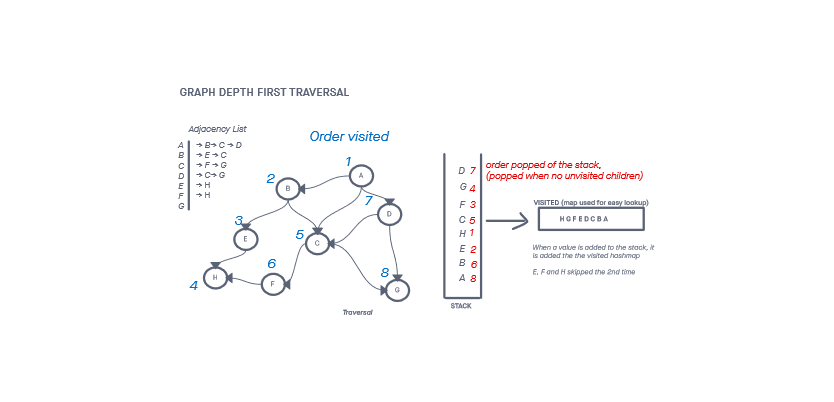 GRAPH DEPTH FIRST TRAVERSAL
Adjacency List
A → B → C → D
B → E → C
C → F → G
D → C → G
E → H
F → H
G
Order visited
1
A
2
B
7
D
3
E
5
C
6
F
4
H
8
G
Traversal
D 7
G 4
F 3
C 5
H 1
E 2
B 6
A 8
STACK
order popped of the stack,
(popped when no unvisited children)
VISITED (map used for easy lookup)
H G F E D C B A
When a value is added to the stack, it
is added the the visited hashmap
E, F and H skipped the 2nd time